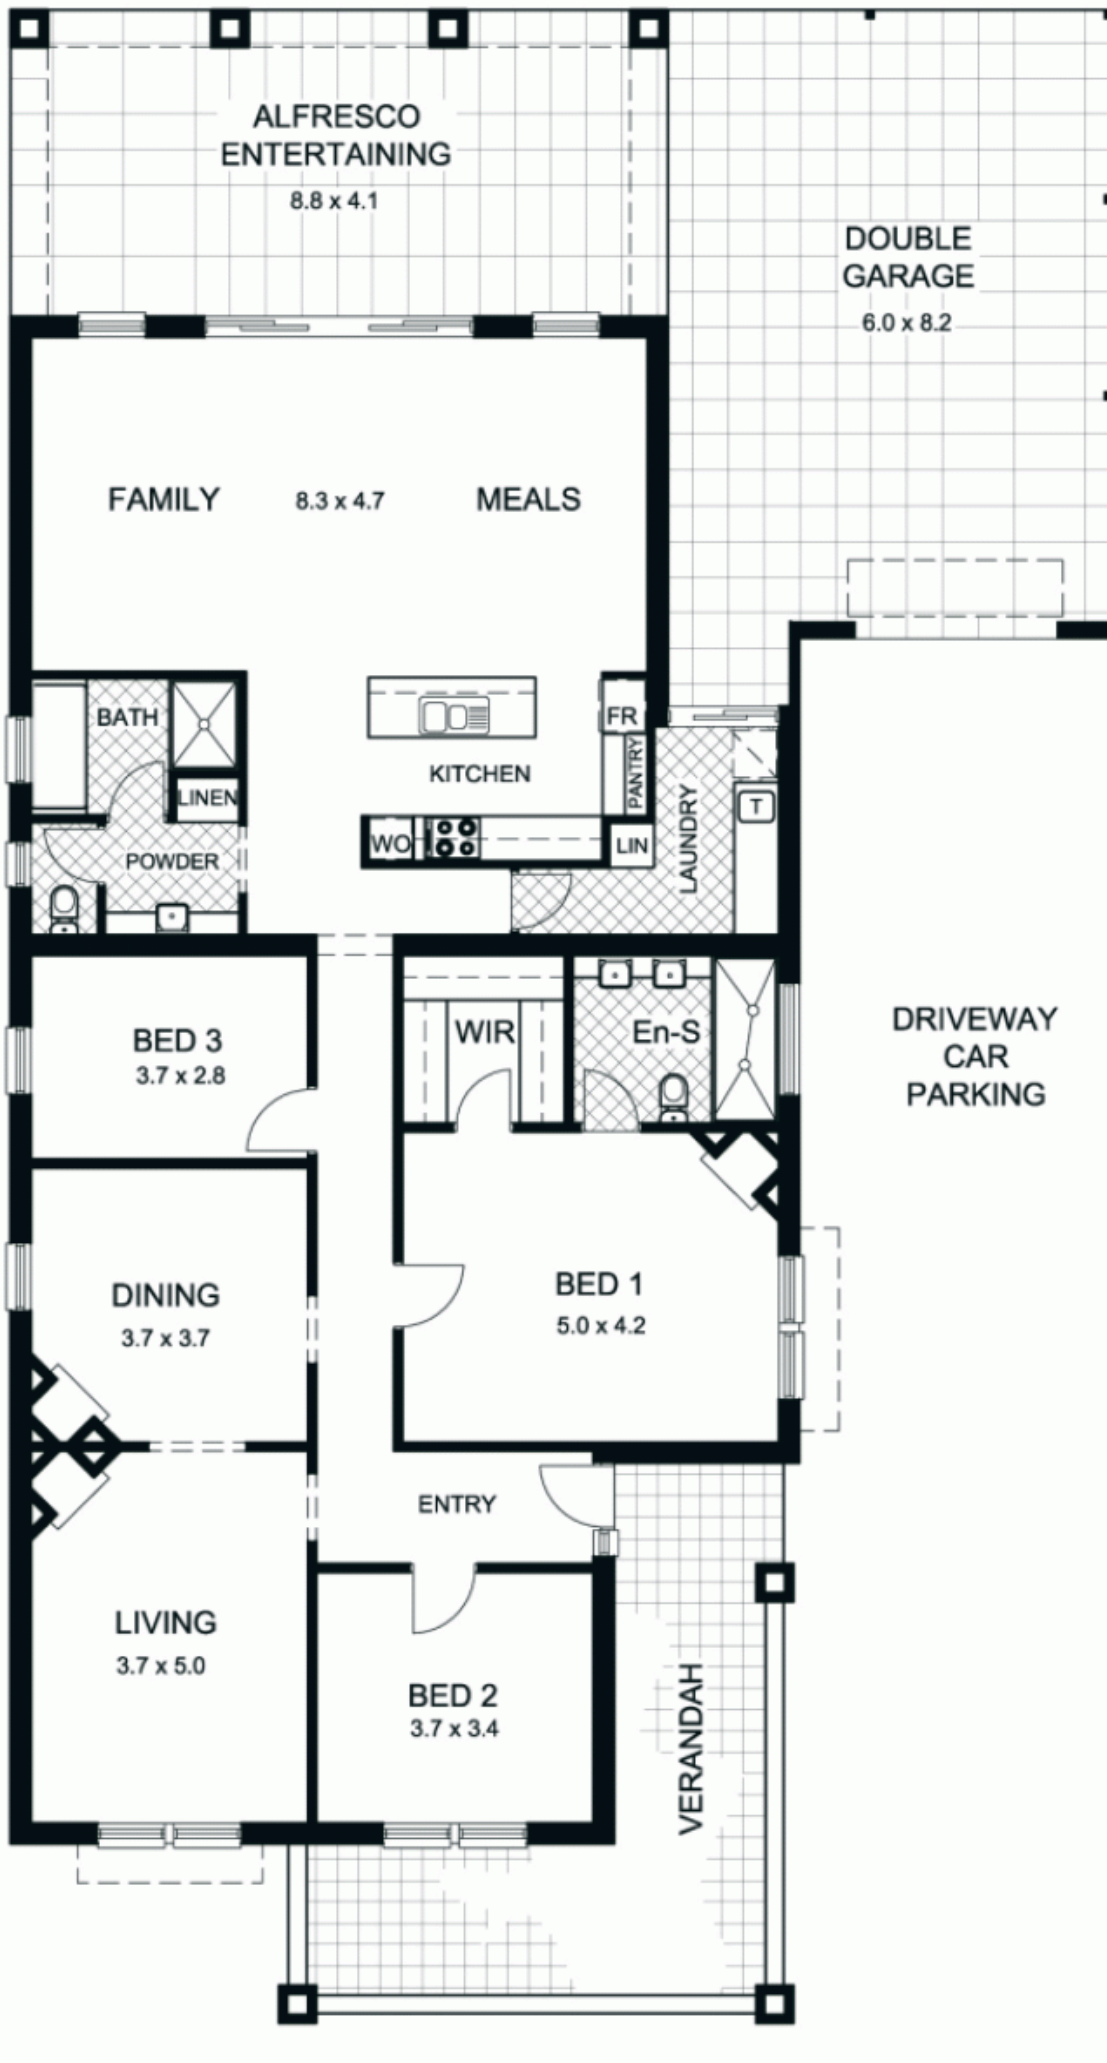 ALFRESCO
ENTERTAINING
8.8 x 4.1
DOUBLE
GARAGE
6.0 x 8.2
FAMILY
8.3 x 4.7
MEALS
BATH
FR
LINEN
KITCHEN
PANTRY
T
WO
LIN
LAUNDRY
POWDER
BED 3
3.7 x 2.8
WIR
En-S
DRIVEWAY
CAR
PARKING
DINING
3.7 x 3.7
BED 1
5.0 x 4.2
ENTRY
LIVING
3.7 x 5.0
BED 2
3.7 x 3.4
VERANDAH